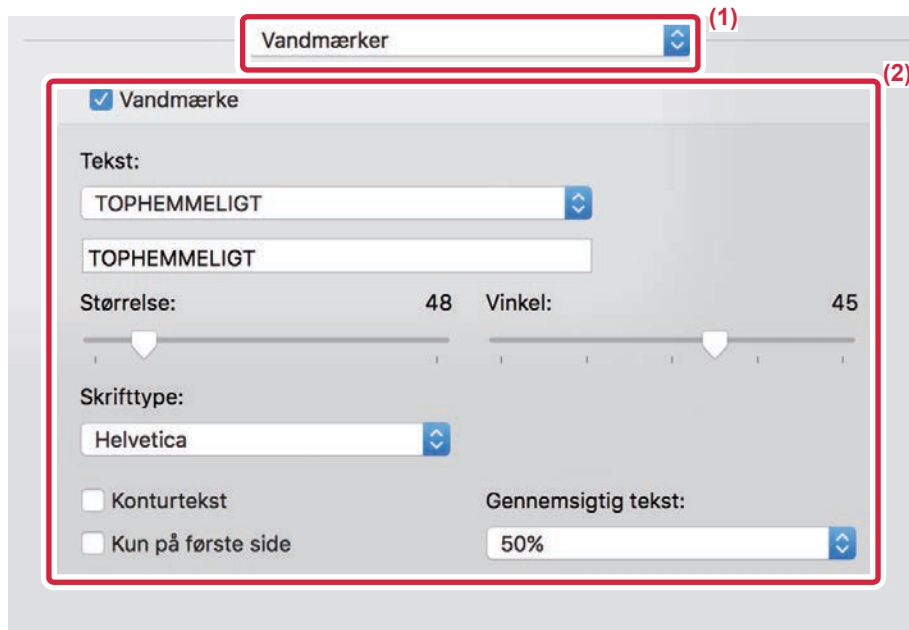 (1)
Vandmærker
(2)
Vandmærke
Tekst:
TOPHEMMELIGT
TOPHEMMELIGT
Størrelse: 48 Vinkel: 45
Skrifttype:
Helvetica
Konturtekst Gennemsigtig tekst:
Kun på første side 50%